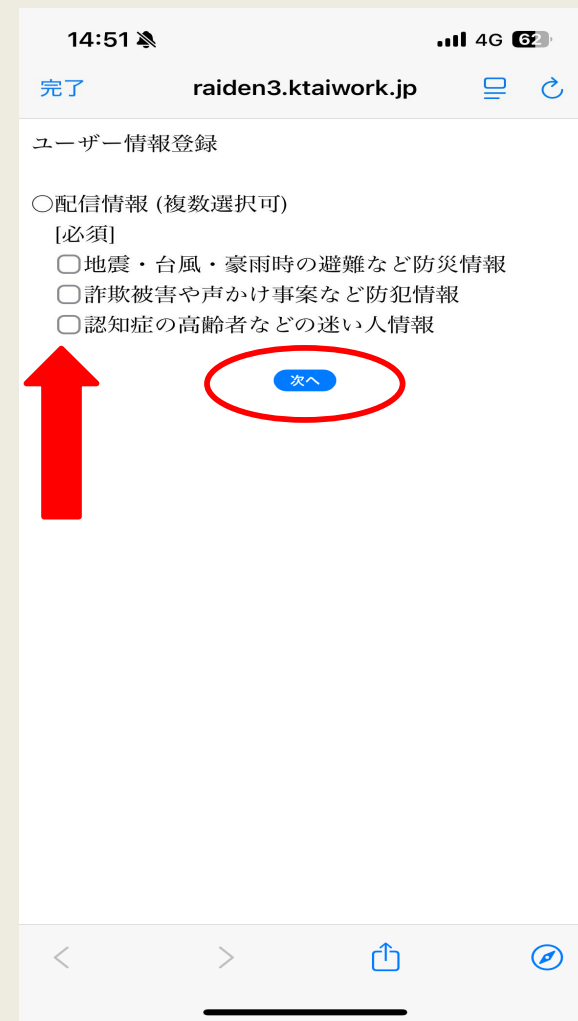 14:51
4G 62
完了 raiden3.ktaiwork.jp
ユーザー情報登録
○配信情報 (複数選択可)
[必須]
地震・台風・豪雨時の避難など防災情報
詐欺被害や声かけ事案など防犯情報
認知症の高齢者などの迷い人情報
次へ